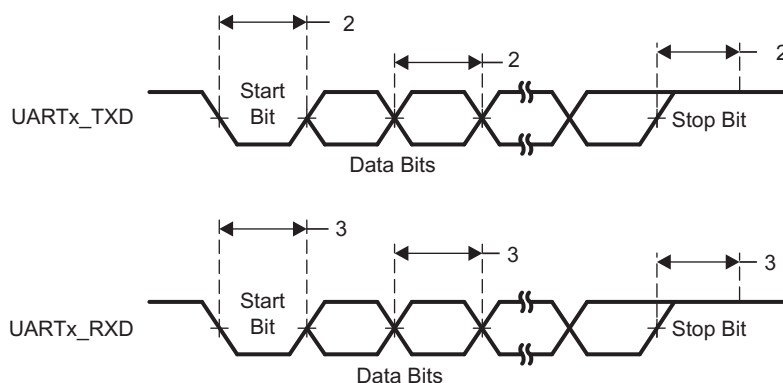 2
2
2
Start
Bit
UARTx_TXD
Stop Bit
Data Bits
3
3
3
Start
Bit
UARTx_RXD
Stop Bit
Data Bits